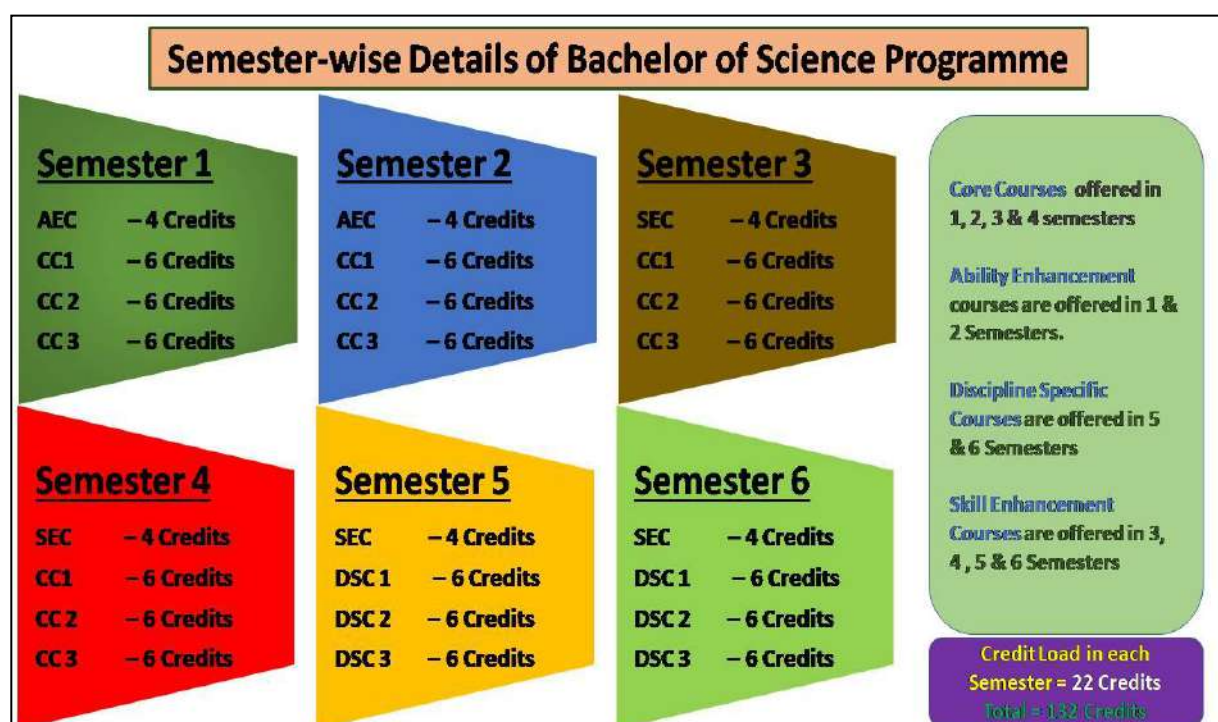 Semester-wise Details of Bachelor of Science Programme
Semester 1
AEC – 4 Credits
CC1 – 6 Credits
CC 2 – 6 Credits
CC 3 – 6 Credits
Semester 2
AEC – 4 Credits
CC1 – 6 Credits
CC 2 – 6 Credits
CC 3 – 6 Credits
Semester 3
SEC – 4 Credits
CC1 – 6 Credits
CC 2 – 6 Credits
CC 3 – 6 Credits
Semester 4
SEC – 4 Credits
CC1 – 6 Credits
CC 2 – 6 Credits
CC 3 – 6 Credits
Semester 5
SEC – 4 Credits
DSC 1 – 6 Credits
DSC 2 – 6 Credits
DSC 3 – 6 Credits
Semester 6
SEC – 4 Credits
DSC 1 – 6 Credits
DSC 2 – 6 Credits
DSC 3 – 6 Credits
Core Courses offered in
1, 2, 3 & 4 semesters
Ability Enhancement
courses are offered in 1 &
2 Semesters.
Discipline Specific
Courses are offered in 5
& 6 Semesters
Skill Enhancement
Courses are offered in 3,
4 , 5 & 6 Semesters
Credit Load in each
Semester = 22 Credits
Total = 132 Credits